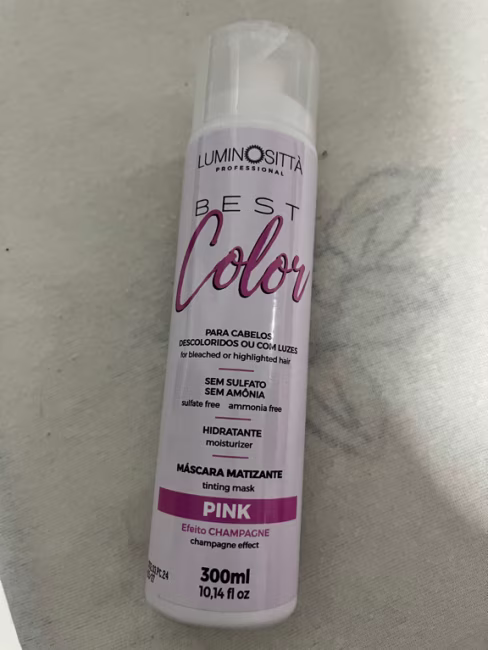 LUMINOSITTÀ
PROFESSIONAL
BEST
Color
PARA CABELOS
DESCOLORIDOS OU COM LUZES
for bleached or highlighted hair
SEM SULFATO
SEM AMÔNIA
sulfate free ammonia free
HIDRATANTE
moisturizer
MÁSCARA MATIZANTE
tinting mask
PINK
Efeito CHAMPAGNE
champagne effect
300ml
10,14 fl oz